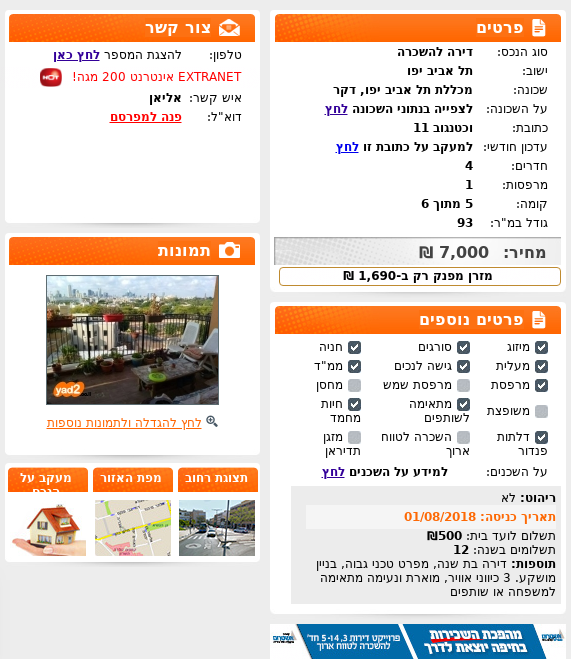 פרטים
סוג הנכס: דירה להשכרה
ישוב: תל אביב יפו
שכונה: מכללת תל אביב יפו, דקר
על השכונה: לצפייה בנתוני השכונה לחץ
כתובת: וכטנגוב 11
עדכון חודשי: למעקב על כתובת זו לחץ
חדרים: 4
מרפסות: 1
קומה: 5 מתוך 6
גודל במ"ר: 93
מחיר: 7,000 ₪
מזרן מפנק רק ב-1,690 ₪
פרטים נוספים
מיזוג סורגים חניה
מעלית גישה לנכים ממ"ד
מרפסת מרפסת שמש מחסן
משופצת מתאימה לשותפים חיות מחמד
דלתות פנדור השכרה לטווח ארוך מזגן תדיראן
על השכנים: למידע על השכנים לחץ
ריהוט: לא
תאריך כניסה: 01/08/2018
תשלום לועד בית: 500₪
תשלומים בשנה: 12
תוספות: דירה בת שנה, מפרט טכני גבוה, בניין
מושקע. 3 כיווני אוויר, מוארת ונעימה מתאימה
למשפחה או שותפים
מהפכת השכירות
בחיפה יוצאת לדרך
פרוייקט דירות 3,4 ו-5 חד'
להשכרה לטווח ארוך
צור קשר
טלפון: להצגת המספר לחץ כאן
EXTRANET אינטרנט 200 מגה!
HOT
איש קשר: אליאן
דוא"ל: פנה למפרסם
תמונות
yad2
לחץ להגדלה ולתמונות נוספות
תצוגת רחוב
מפת האזור
מעקב על
הנכס